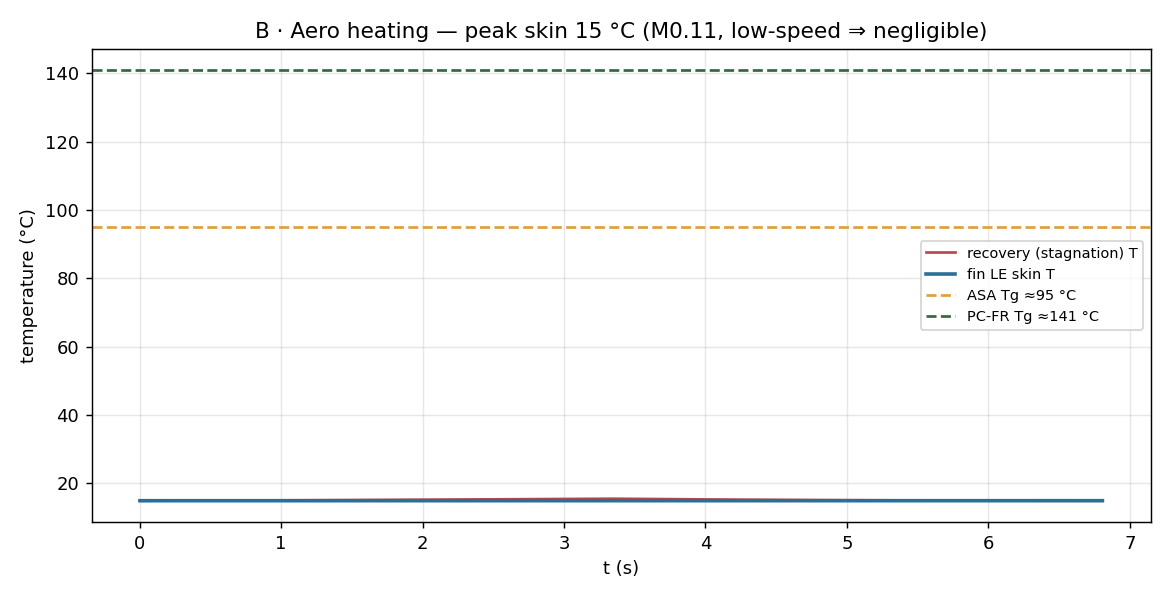 B · Aero heating — peak skin 15 °C (M0.11, low-speed ⇒ negligible)
temperature (°C)
140
120
100
80
60
40
20
recovery (stagnation) T
fin LE skin T
ASA Tg ≈95 °C
PC-FR Tg ≈141 °C
0 1 2 3 4 5 6 7
t (s)